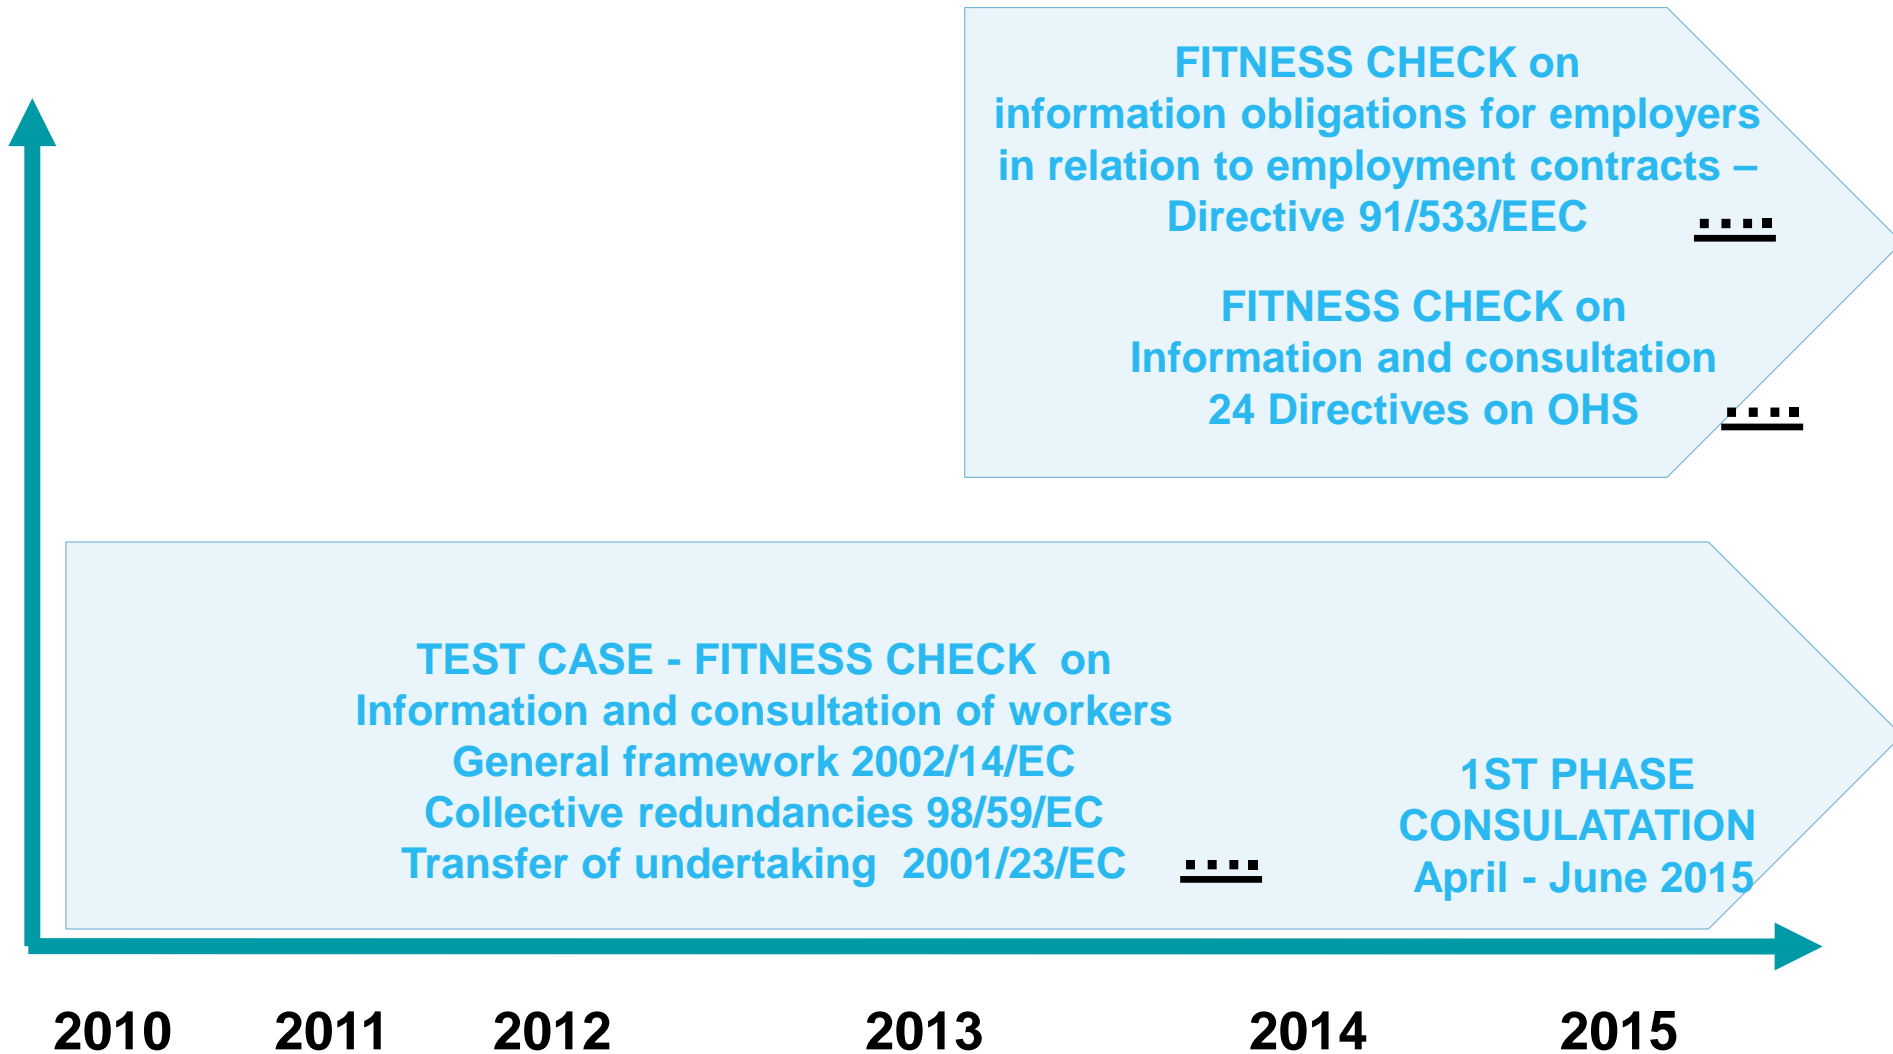 FITNESS CHECK on
information obligations for employers
in relation to employment contracts –
Directive 91/533/EEC ....
FITNESS CHECK on
Information and consultation
24 Directives on OHS ....
TEST CASE - FITNESS CHECK on
Information and consultation of workers
General framework 2002/14/EC
Collective redundancies 98/59/EC
Transfer of undertaking 2001/23/EC ....
1ST PHASE
CONSULATATION
April - June 2015
2010 2011 2012 2013 2014 2015